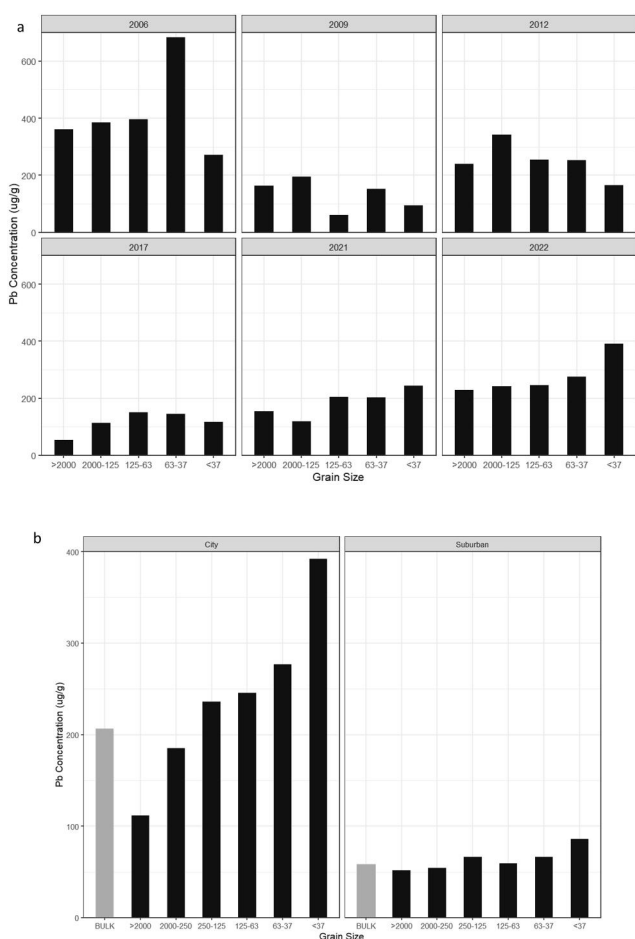 a
2006 2009 2012
600
400
200
0
2017 2021 2022
600
400
200
0
Pb Concentration (ug/g)
>2000 2000-125 125-63 63-37 <37 >2000 2000-125 125-63 63-37 <37 >2000 2000-125 125-63 63-37 <37
Grain Size
b
City Suburban
400
300
200
100
0
Pb Concentration (ug/g)
BULK >2000 2000-250 250-125 125-63 63-37 <37 BULK >2000 2000-250 250-125 125-63 63-37 <37
Grain Size